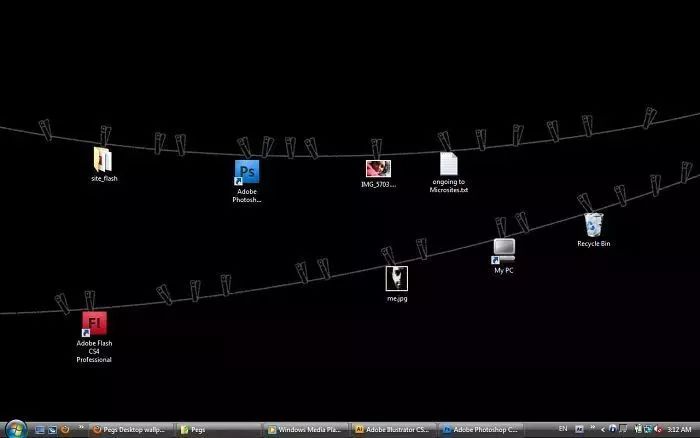 site_flash
Ps
Adobe
Photosh...
IMG_5703....
ongoing to
Microsites.txt
Recycle Bin
My PC
me.jpg
Fl
Adobe Flash
CS4
Professional
Pegs Desktop wallp...
Pegs
Windows Media Pla...
Ai
Adobe Illustrator CS...
Ps
Adobe Photoshop C...
EN
3:12 AM